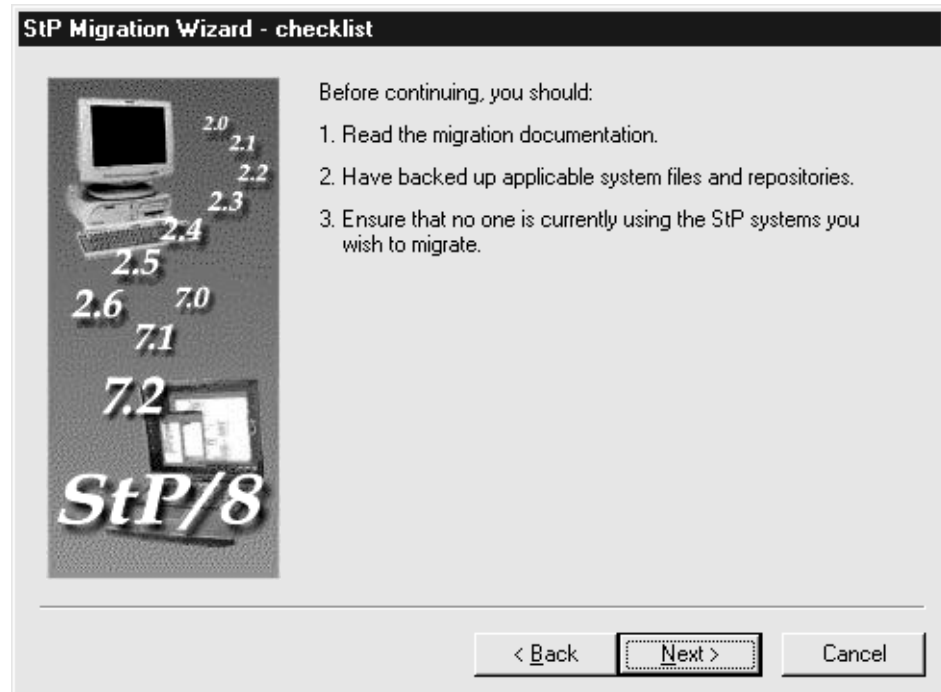 StP Migration Wizard - checklist
2.0
2.1
2.2
2.3
2.4
2.5
2.6
7.0
7.1
7.2
StP/8
Before continuing, you should:
1. Read the migration documentation.
2. Have backed up applicable system files and repositories.
3. Ensure that no one is currently using the StP systems you
wish to migrate.
< Back
Next >
Cancel